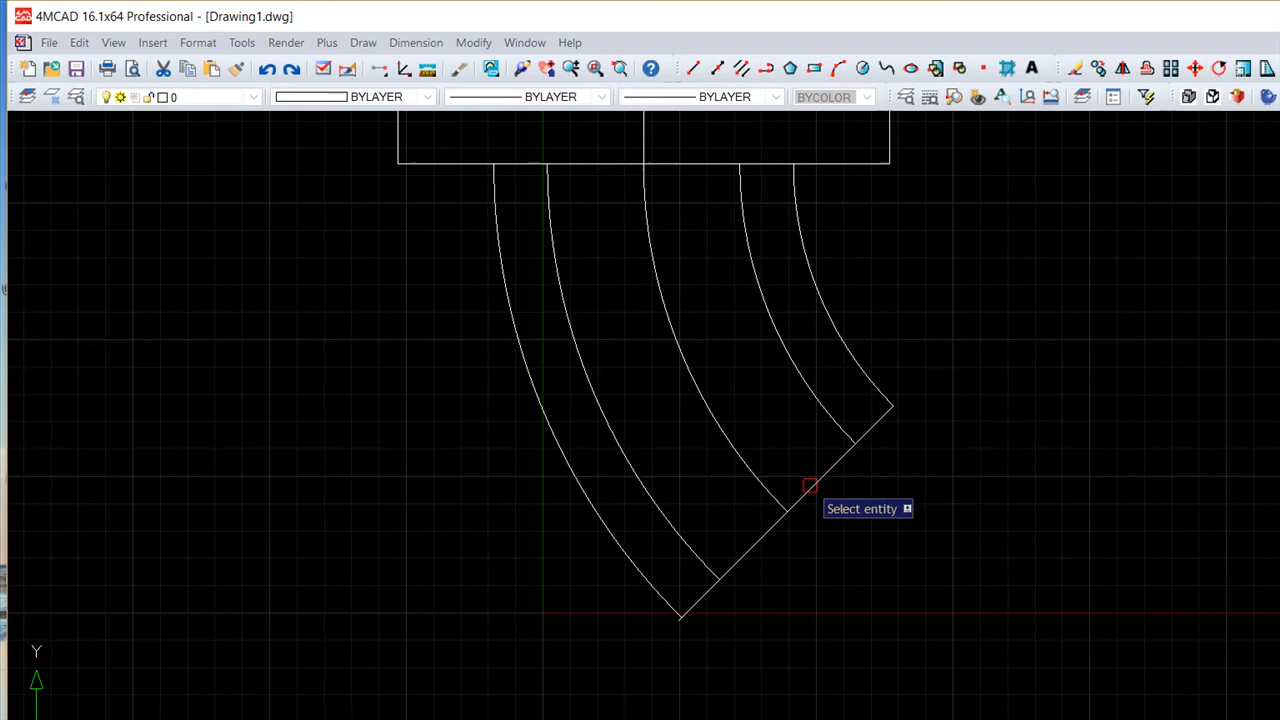 4MCAD 16.1x64 Professional - [Drawing1.dwg]
File Edit View Insert Format Tools Render Plus Draw Dimension Modify Window Help
0 BYLAYER BYLAYER BYLAYER BYCOLOR
Select entity
Y